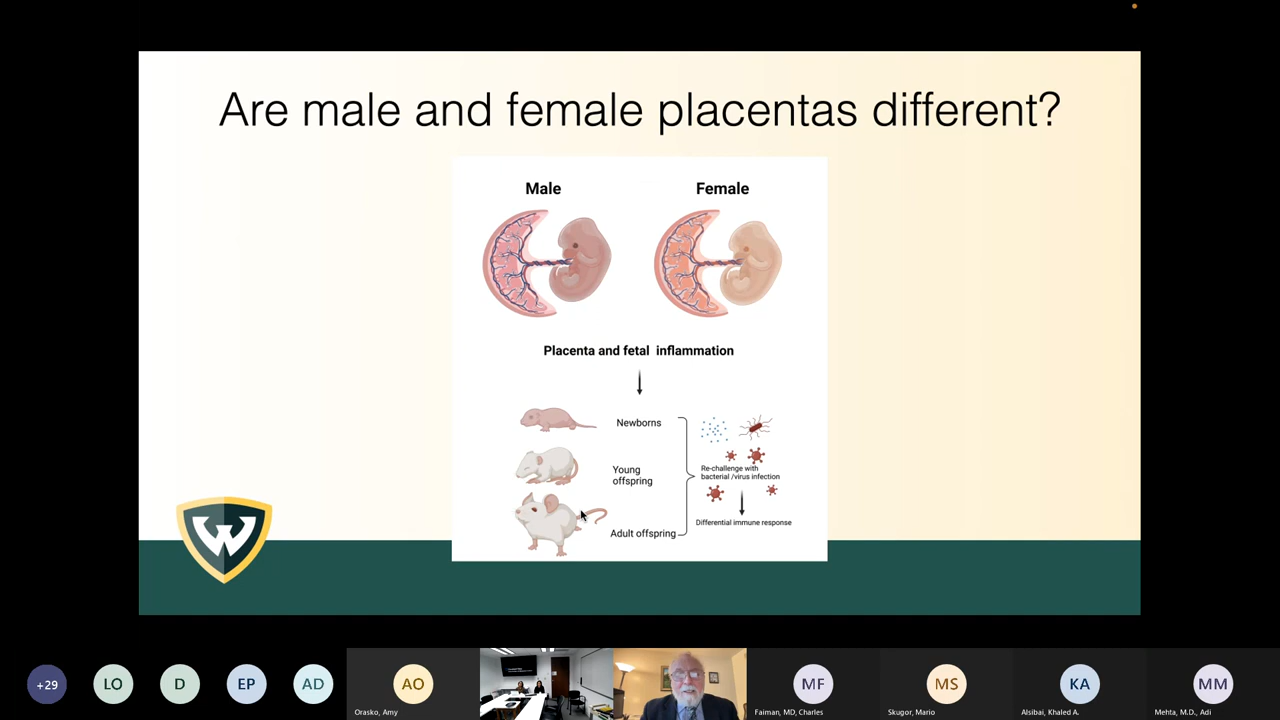 Are male and female placentas different?
Male
Female
Placenta and fetal inflammation
Newborns
Young
offspring
Adult offspring
Re-challenge with
bacterial /virus infection
Differential immune response
W
+29
LO
D
EP
AD
AO
Orasko, Amy
MF
Faiman, MD, Charles
MS
Skugor, Mario
KA
Alsibai, Khaled A.
MM
Mehta, M.D., Adi